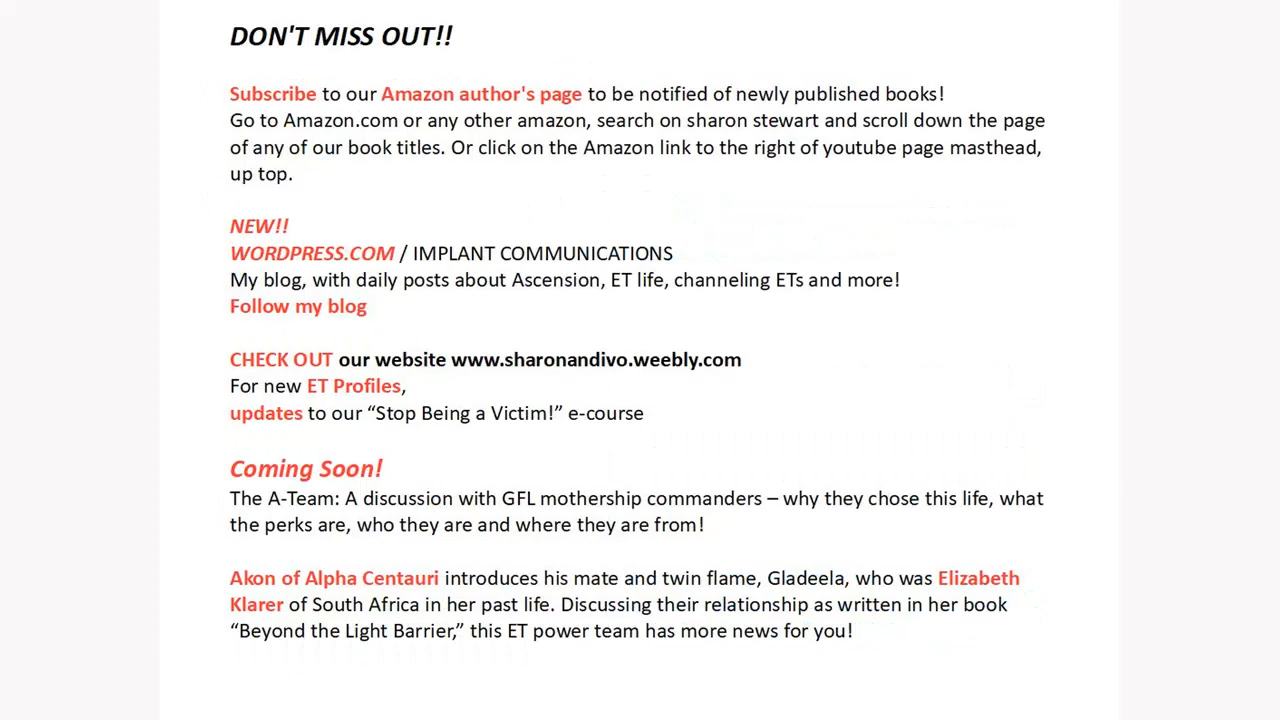 DON'T MISS OUT!!
Subscribe to our Amazon author's page to be notified of newly published books!
Go to Amazon.com or any other amazon, search on sharon stewart and scroll down the page
of any of our book titles. Or click on the Amazon link to the right of youtube page masthead,
up top.
NEW!!
WORDPRESS.COM / IMPLANT COMMUNICATIONS
My blog, with daily posts about Ascension, ET life, channeling ETs and more!
Follow my blog
CHECK OUT our website www.sharonandivo.weebly.com
For new ET Profiles,
updates to our “Stop Being a Victim!” e-course
Coming Soon!
The A-Team: A discussion with GFL mothership commanders – why they chose this life, what
the perks are, who they are and where they are from!
Akon of Alpha Centauri introduces his mate and twin flame, Gladeela, who was Elizabeth
Klarer of South Africa in her past life. Discussing their relationship as written in her book
“Beyond the Light Barrier,” this ET power team has more news for you!